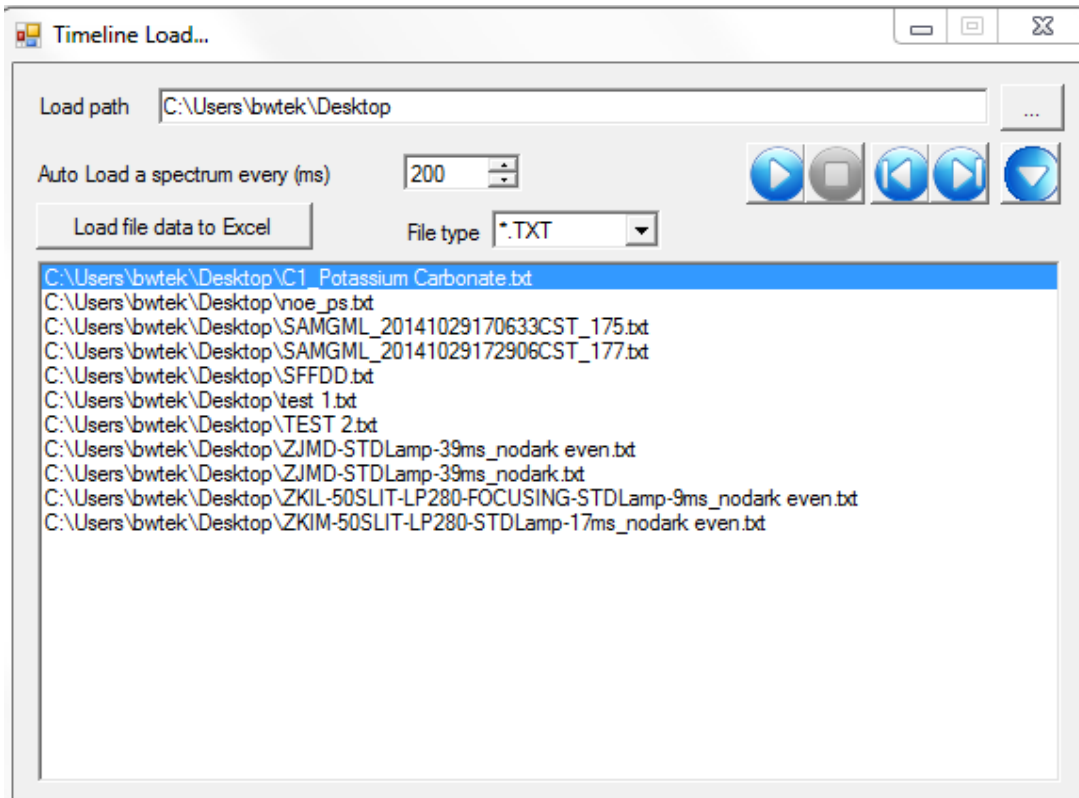 Timeline Load...
Load path C:\Users\bwtek\Desktop ...
Auto Load a spectrum every (ms) 200
Load file data to Excel File type *.TXT
C:\Users\bwtek\Desktop\C1_Potassium Carbonate.txt
C:\Users\bwtek\Desktop\noe_ps.txt
C:\Users\bwtek\Desktop\SAMGML_20141029170633CST_175.txt
C:\Users\bwtek\Desktop\SAMGML_20141029172906CST_177.txt
C:\Users\bwtek\Desktop\SFFDD.txt
C:\Users\bwtek\Desktop\test 1.txt
C:\Users\bwtek\Desktop\TEST 2.txt
C:\Users\bwtek\Desktop\ZJMD-STDLamp-39ms_nodark even.txt
C:\Users\bwtek\Desktop\ZJMD-STDLamp-39ms_nodark.txt
C:\Users\bwtek\Desktop\ZKIL-50SLIT-LP280-FOCUSING-STDLamp-9ms_nodark even.txt
C:\Users\bwtek\Desktop\ZKIM-50SLIT-LP280-STDLamp-17ms_nodark even.txt